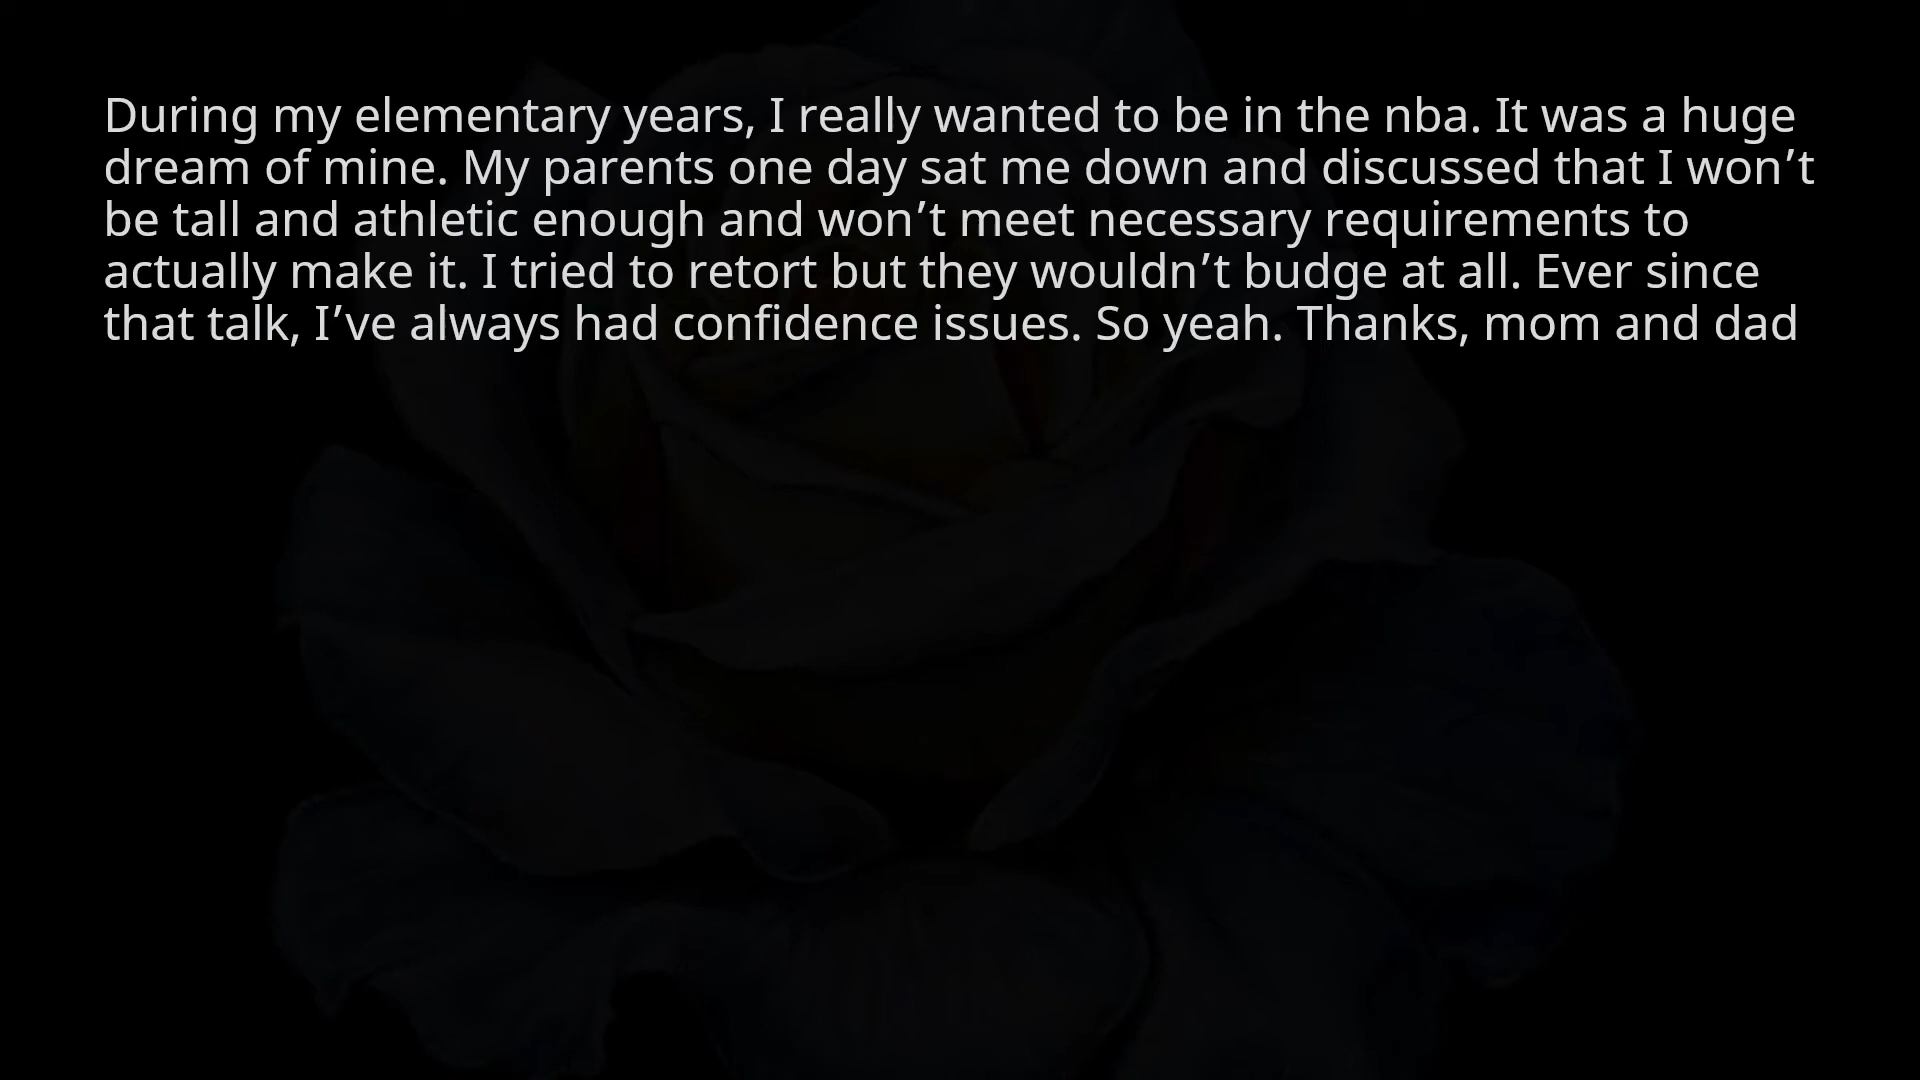 During my elementary years, I really wanted to be in the nba. It was a huge
dream of mine. My parents one day sat me down and discussed that I won’t
be tall and athletic enough and won’t meet necessary requirements to
actually make it. I tried to retort but they wouldn’t budge at all. Ever since
that talk, I’ve always had confidence issues. So yeah. Thanks, mom and dad